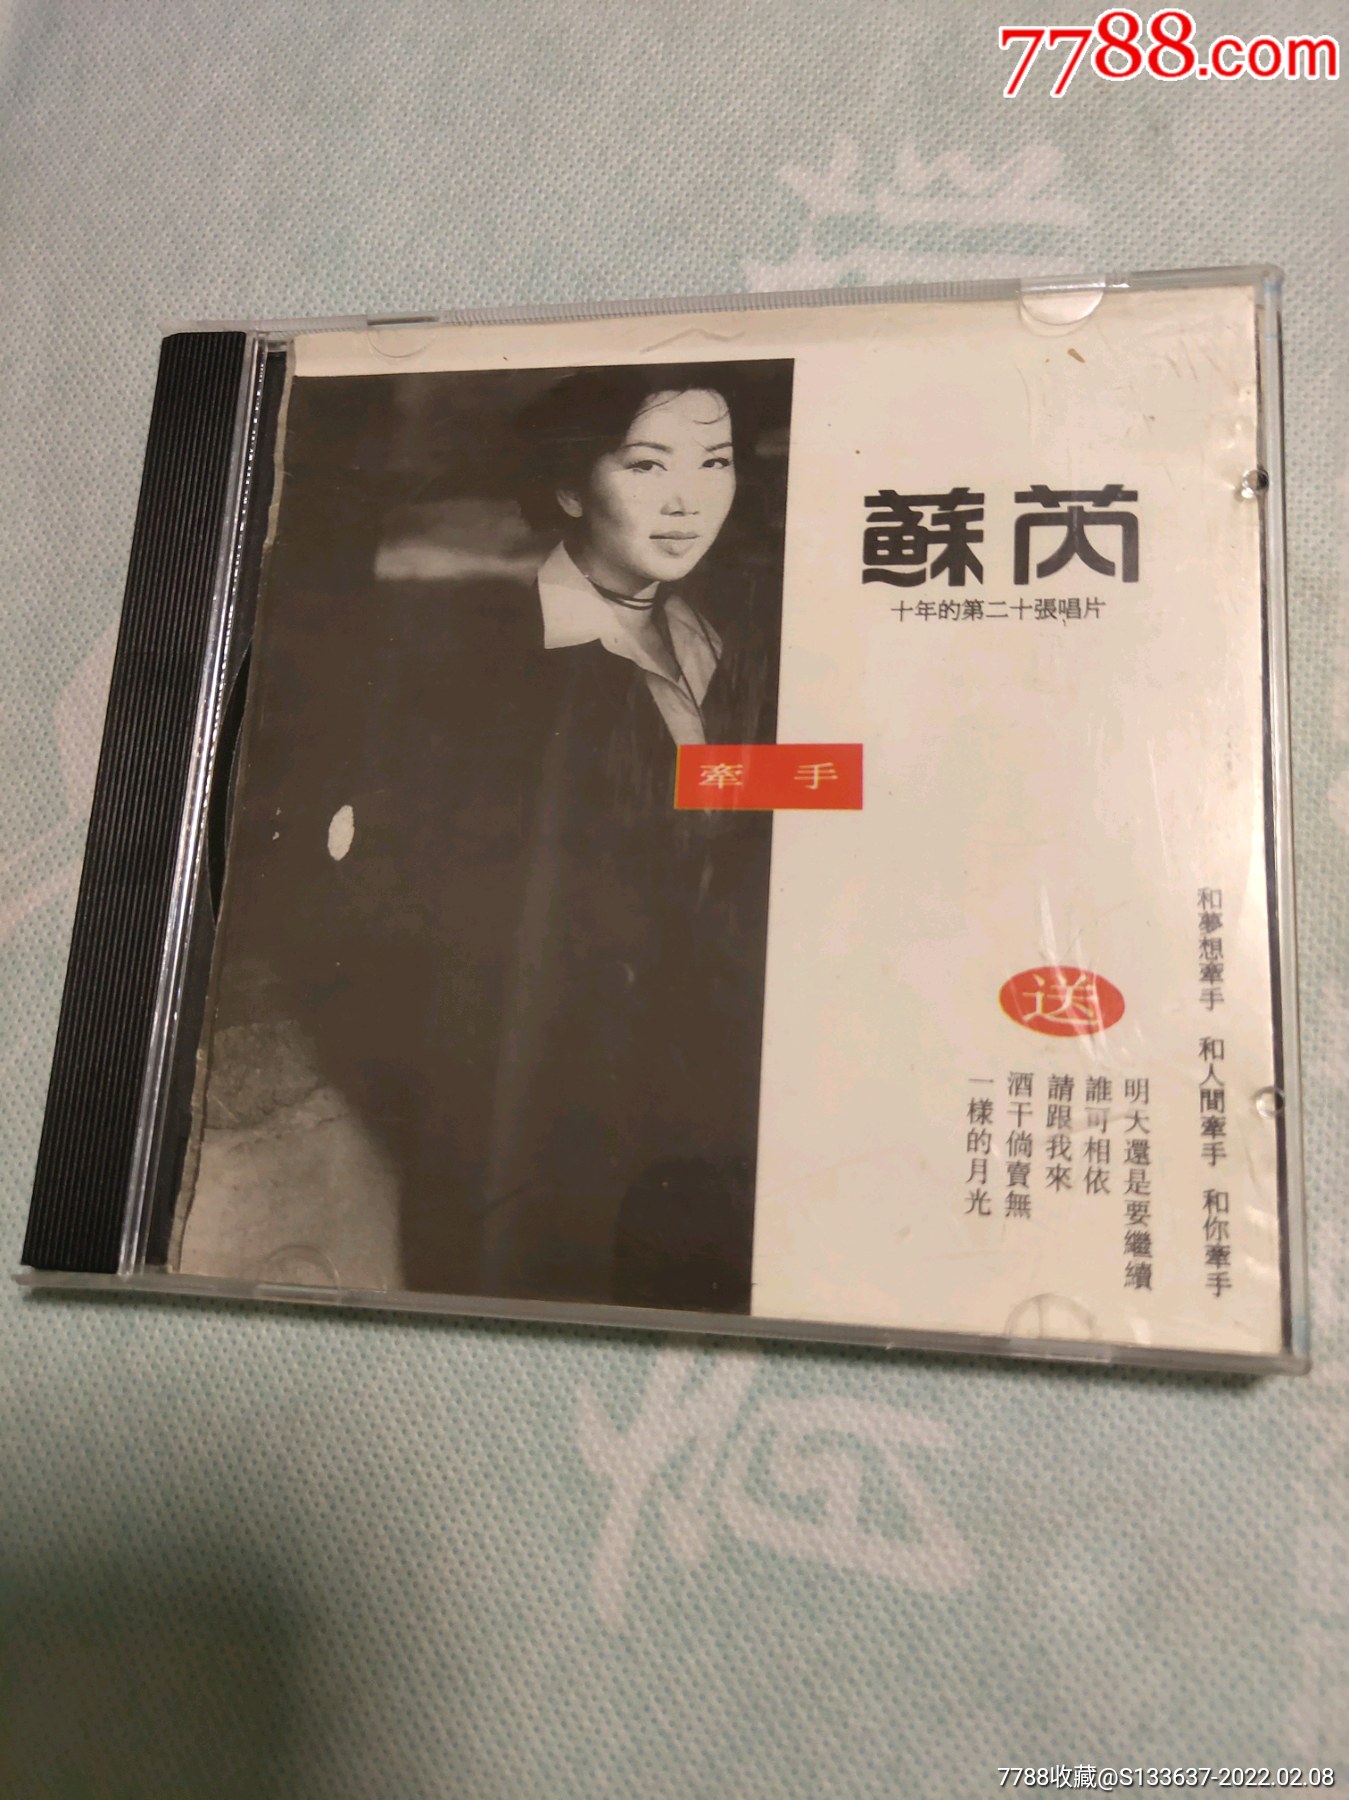 7788.com
蘇芮
十年的第二十張唱片
牽手
和夢想牽手 和人間牽手 和你牽手
送
明天還是要繼續
誰可相依
請跟我來
酒干倘賣無
一樣的月光
7788收藏@S133637-2022.02.08